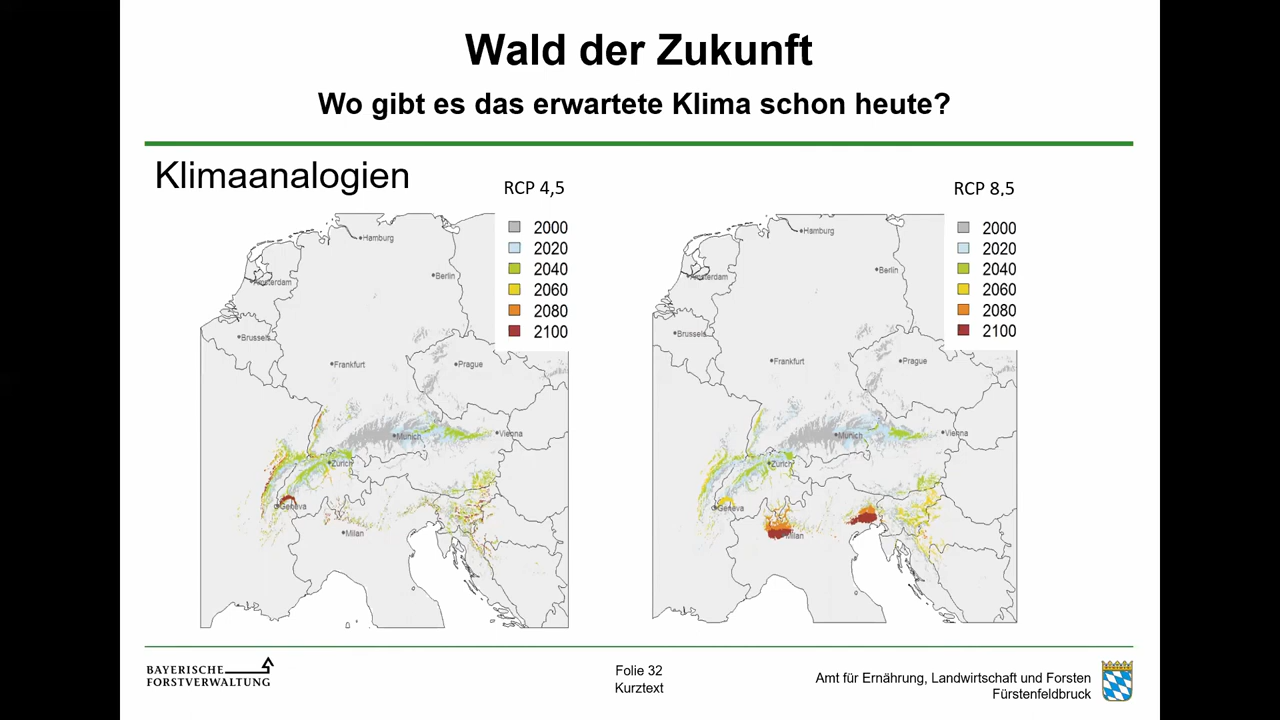 Wald der Zukunft
Wo gibt es das erwartete Klima schon heute?
Klimaanalogien
RCP 4,5
2000
2020
2040
2060
2080
2100
Hamburg
Berlin
Amsterdam
Brussels
Frankfurt
Prague
Munich
Vienna
Zurich
Geneva
Milan
RCP 8,5
2000
2020
2040
2060
2080
2100
Hamburg
Berlin
Amsterdam
Brussels
Frankfurt
Prague
Munich
Vienna
Zurich
Geneva
Milan
BAYERISCHE
FORSTVERWALTUNG
Folie 32
Kurztext
Amt für Ernährung, Landwirtschaft und Forsten
Fürstenfeldbruck